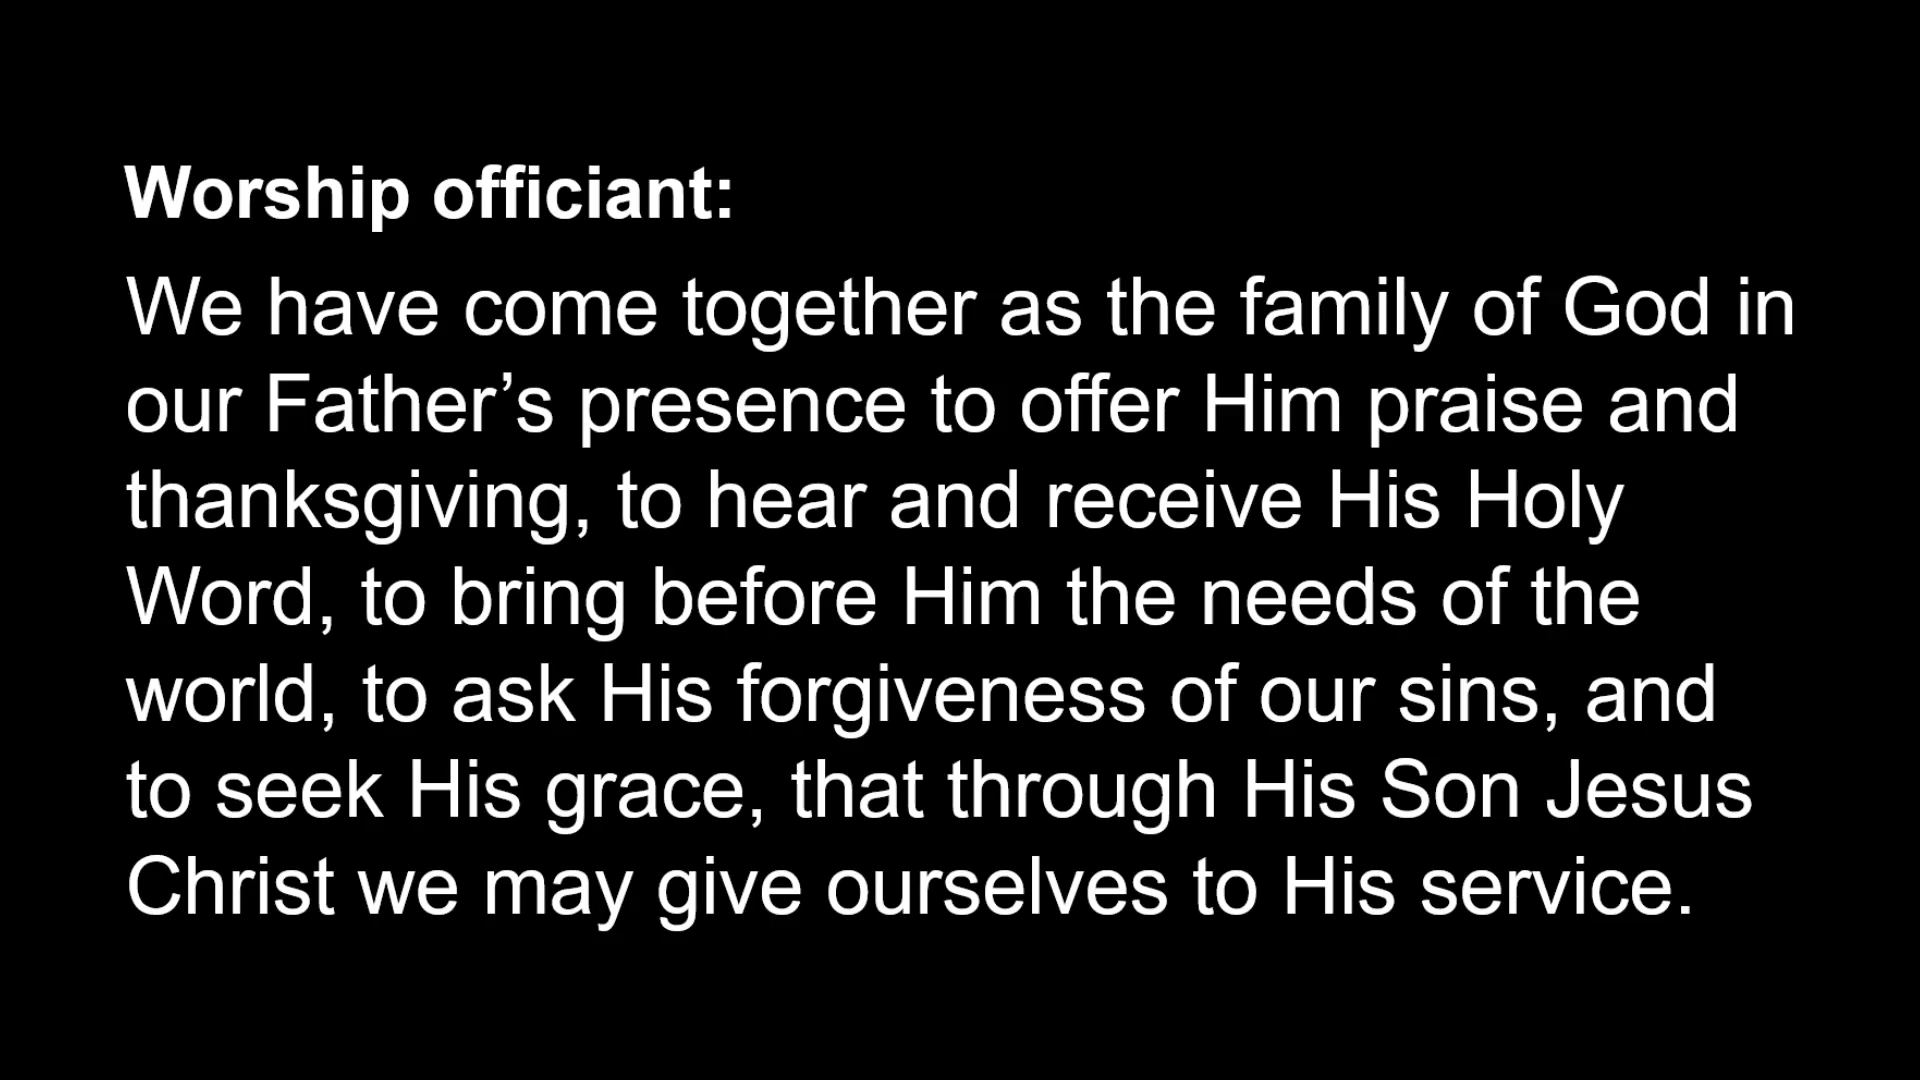 Worship officiant:
We have come together as the family of God in
our Father’s presence to offer Him praise and
thanksgiving, to hear and receive His Holy
Word, to bring before Him the needs of the
world, to ask His forgiveness of our sins, and
to seek His grace, that through His Son Jesus
Christ we may give ourselves to His service.